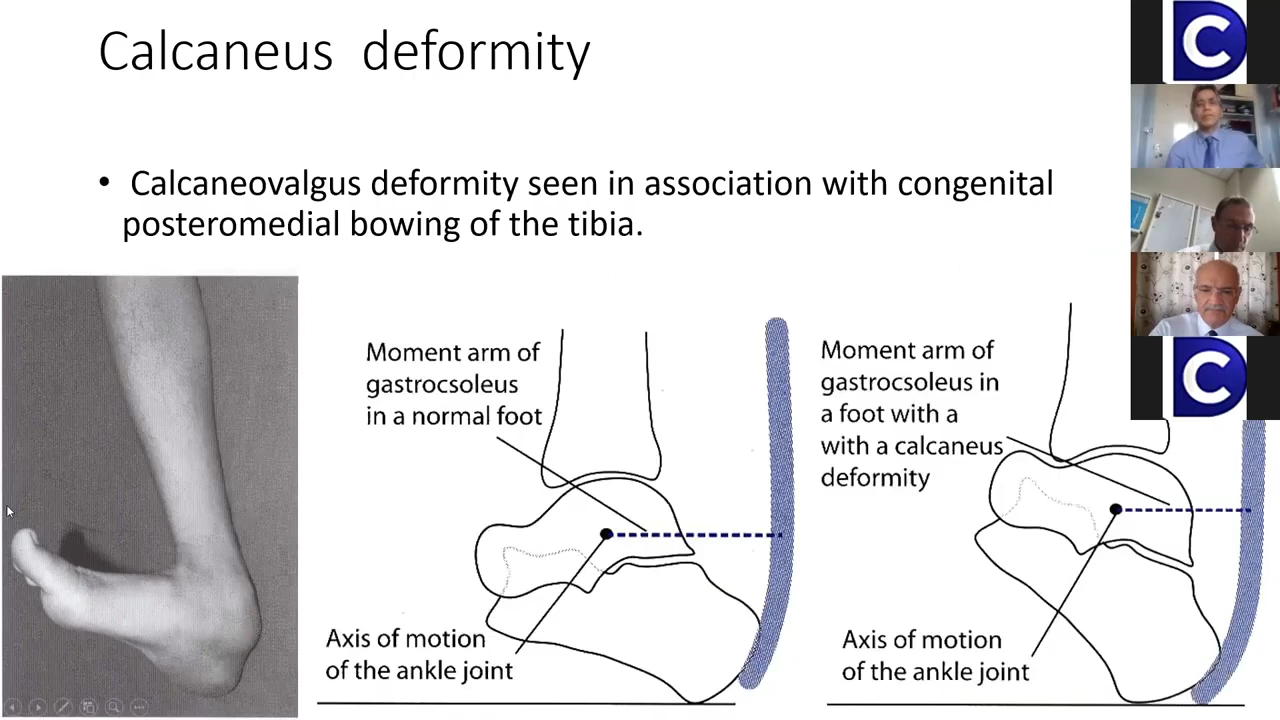 Calcaneus deformity
• Calcaneovalgus deformity seen in association with congenital
posteromedial bowing of the tibia.
Moment arm of
gastrocsoleus
in a normal foot
Axis of motion
of the ankle joint
Moment arm of
gastrocsoleus in
a foot with a
with a calcaneus
deformity
Axis of motion
of the ankle joint
C
C